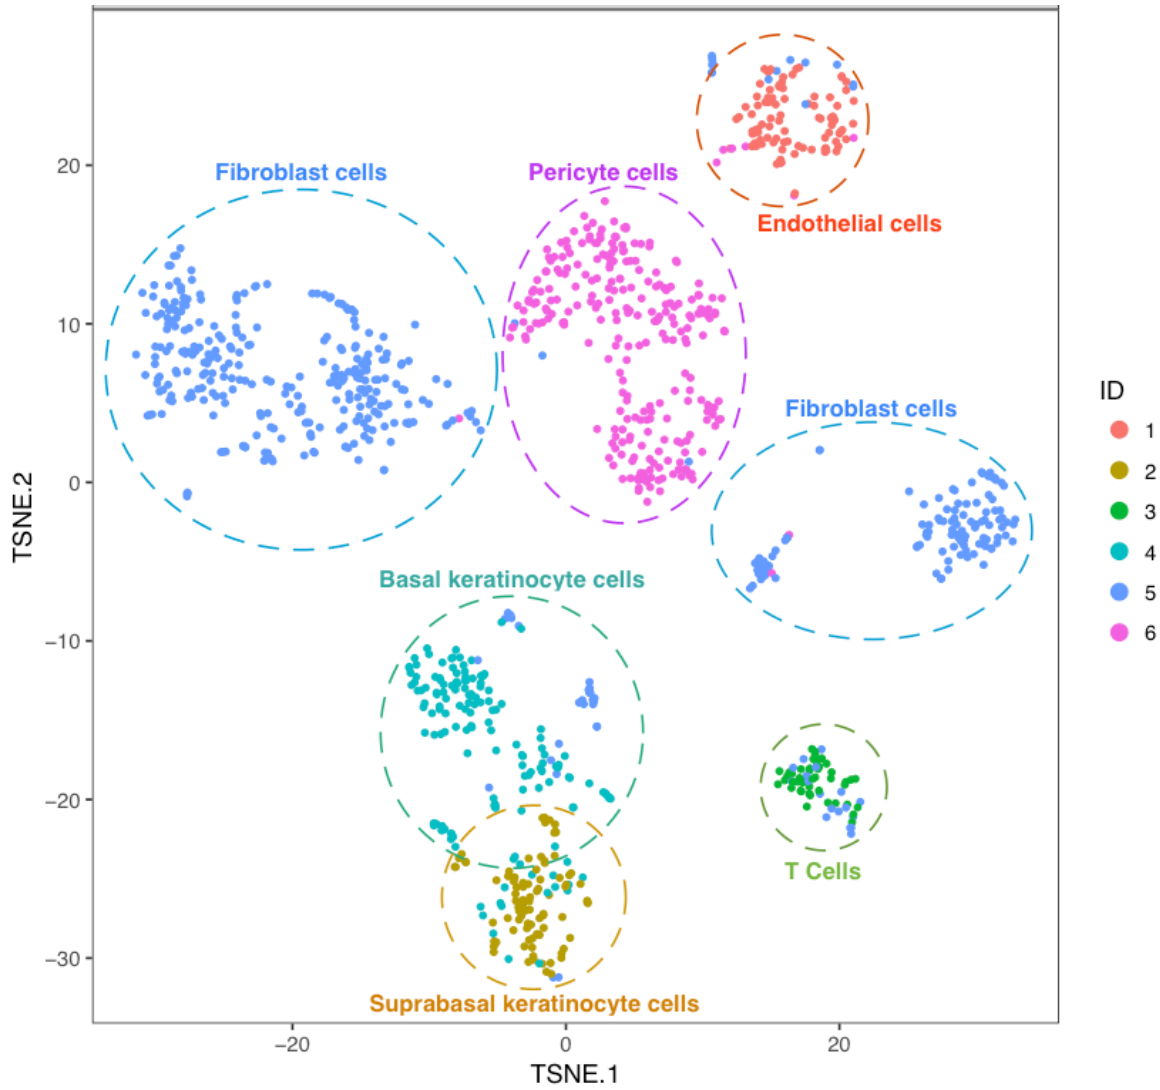 Fibroblast cells
Pericyte cells
Endothelial cells
Fibroblast cells
Basal keratinocyte cells
T Cells
Suprabasal keratinocyte cells
20
10
0
−10
−20
−30
TSNE.2
−20
0
20
TSNE.1
ID
1
2
3
4
5
6